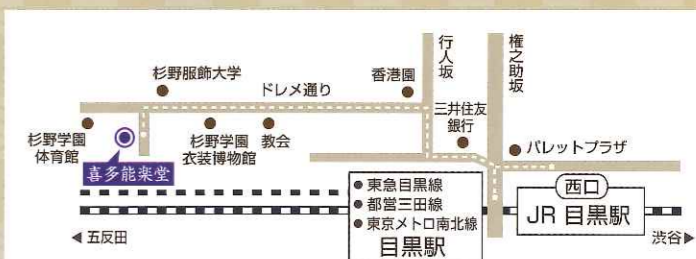 行人坂
権之助坂
杉野服飾大学
ドレメ通り
香港園
三井住友
銀行
杉野学園
体育館
杉野学園
衣装博物館
教会
パレットプラザ
喜多能楽堂
●東急目黒線
●都営三田線
●東京メトロ南北線
目黒駅
西口
JR 目黒駅
◀五反田
渋谷▶